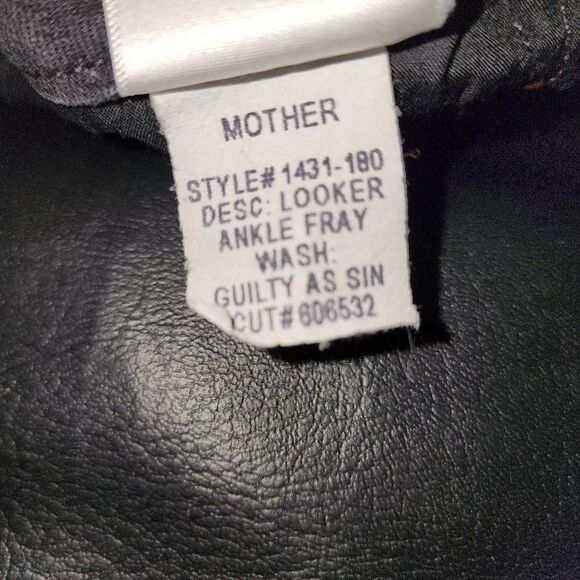 MOTHER
STYLE# 1431-180
DESC: LOOKER
ANKLE FRAY
WASH:
GUILTY AS SIN
CUT# 606532